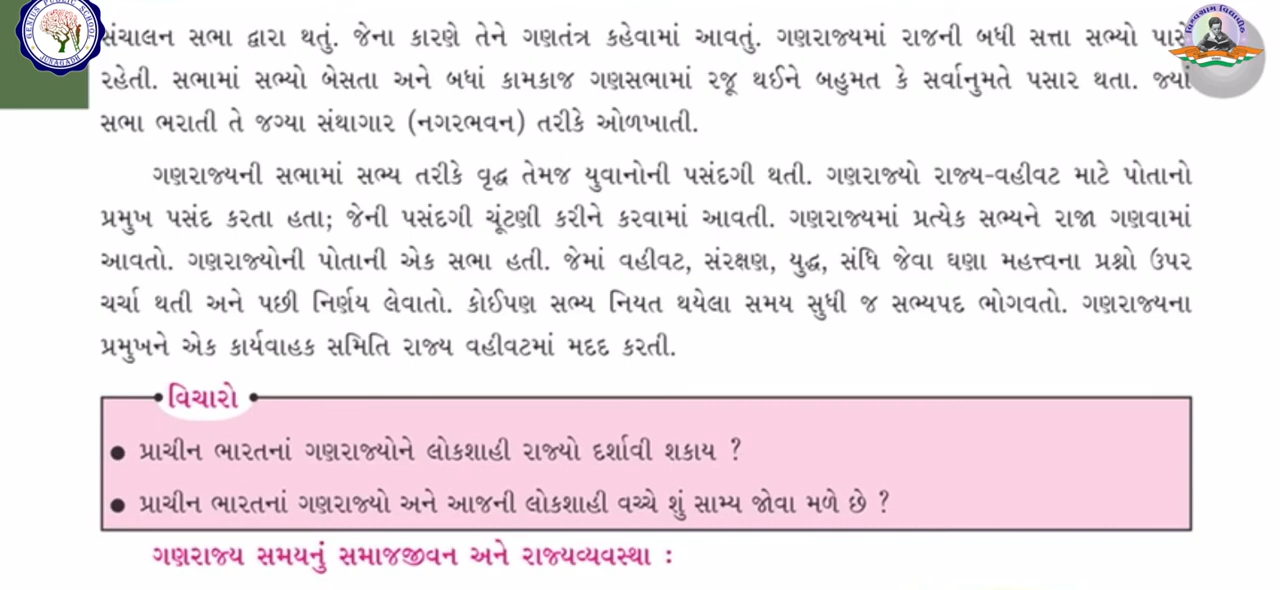 GENIUS PUBLIC SCHOOL
JUNAGADH
વિશ્વગ્રામ વિદ્યાપીઠ
સંચાલન સભા દ્વારા થતું. જેના કારણે તેને ગણતંત્ર કહેવામાં આવતું. ગણરાજ્યમાં રાજની બધી સત્તા સભ્યો પાસે
રહેતી. સભામાં સભ્યો બેસતા અને બધાં કામકાજ ગણસભામાં રજૂ થઈને બહુમત કે સર્વાનુમતે પસાર થતા. જ્યાં
સભા ભરાતી તે જગ્યા સંથાગાર (નગરભવન) તરીકે ઓળખાતી.
ગણરાજ્યની સભામાં સભ્ય તરીકે વૃદ્ધ તેમજ યુવાનોની પસંદગી થતી. ગણરાજ્યો રાજ્ય-વહીવટ માટે પોતાનો
પ્રમુખ પસંદ કરતા હતા; જેની પસંદગી ચૂંટણી કરીને કરવામાં આવતી. ગણરાજ્યમાં પ્રત્યેક સભ્યને રાજા ગણવામાં
આવતો. ગણરાજ્યોની પોતાની એક સભા હતી. જેમાં વહીવટ, સંરક્ષણ, યુદ્ધ, સંધિ જેવા ઘણા મહત્ત્વના પ્રશ્નો ઉપર
ચર્ચા થતી અને પછી નિર્ણય લેવાતો. કોઈપણ સભ્ય નિયત થયેલા સમય સુધી જ સભ્યપદ ભોગવતો. ગણરાજ્યના
પ્રમુખને એક કાર્યવાહક સમિતિ રાજ્ય વહીવટમાં મદદ કરતી.
વિચારો
● પ્રાચીન ભારતનાં ગણરાજ્યોને લોકશાહી રાજ્યો દર્શાવી શકાય ?
● પ્રાચીન ભારતનાં ગણરાજ્યો અને આજની લોકશાહી વચ્ચે શું સામ્ય જોવા મળે છે ?
ગણરાજ્ય સમયનું સમાજજીવન અને રાજ્યવ્યવસ્થા :